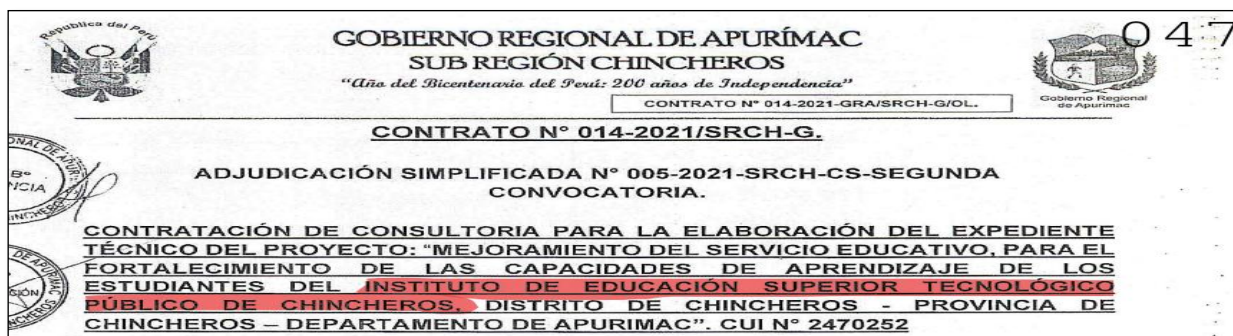 República del Perú
GOBIERNO REGIONAL DE APURÍMAC
SUB REGIÓN CHINCHEROS
“Año del Bicentenario del Perú: 200 años de Independencia”
047
Gobierno Regional
de Apurimac
CONTRATO N° 014-2021-GRA/SRCH-G/OL.
CONTRATO N° 014-2021/SRCH-G.
ADJUDICACIÓN SIMPLIFICADA N° 005-2021-SRCH-CS-SEGUNDA
CONVOCATORIA.
CONTRATACIÓN DE CONSULTORIA PARA LA ELABORACIÓN DEL EXPEDIENTE
TÉCNICO DEL PROYECTO: “MEJORAMIENTO DEL SERVICIO EDUCATIVO, PARA EL
FORTALECIMIENTO DE LAS CAPACIDADES DE APRENDIZAJE DE LOS
ESTUDIANTES DEL INSTITUTO DE EDUCACIÓN SUPERIOR TECNOLÓGICO
PÚBLICO DE CHINCHEROS, DISTRITO DE CHINCHEROS - PROVINCIA DE
CHINCHEROS – DEPARTAMENTO DE APURIMAC”. CUI N° 2470252